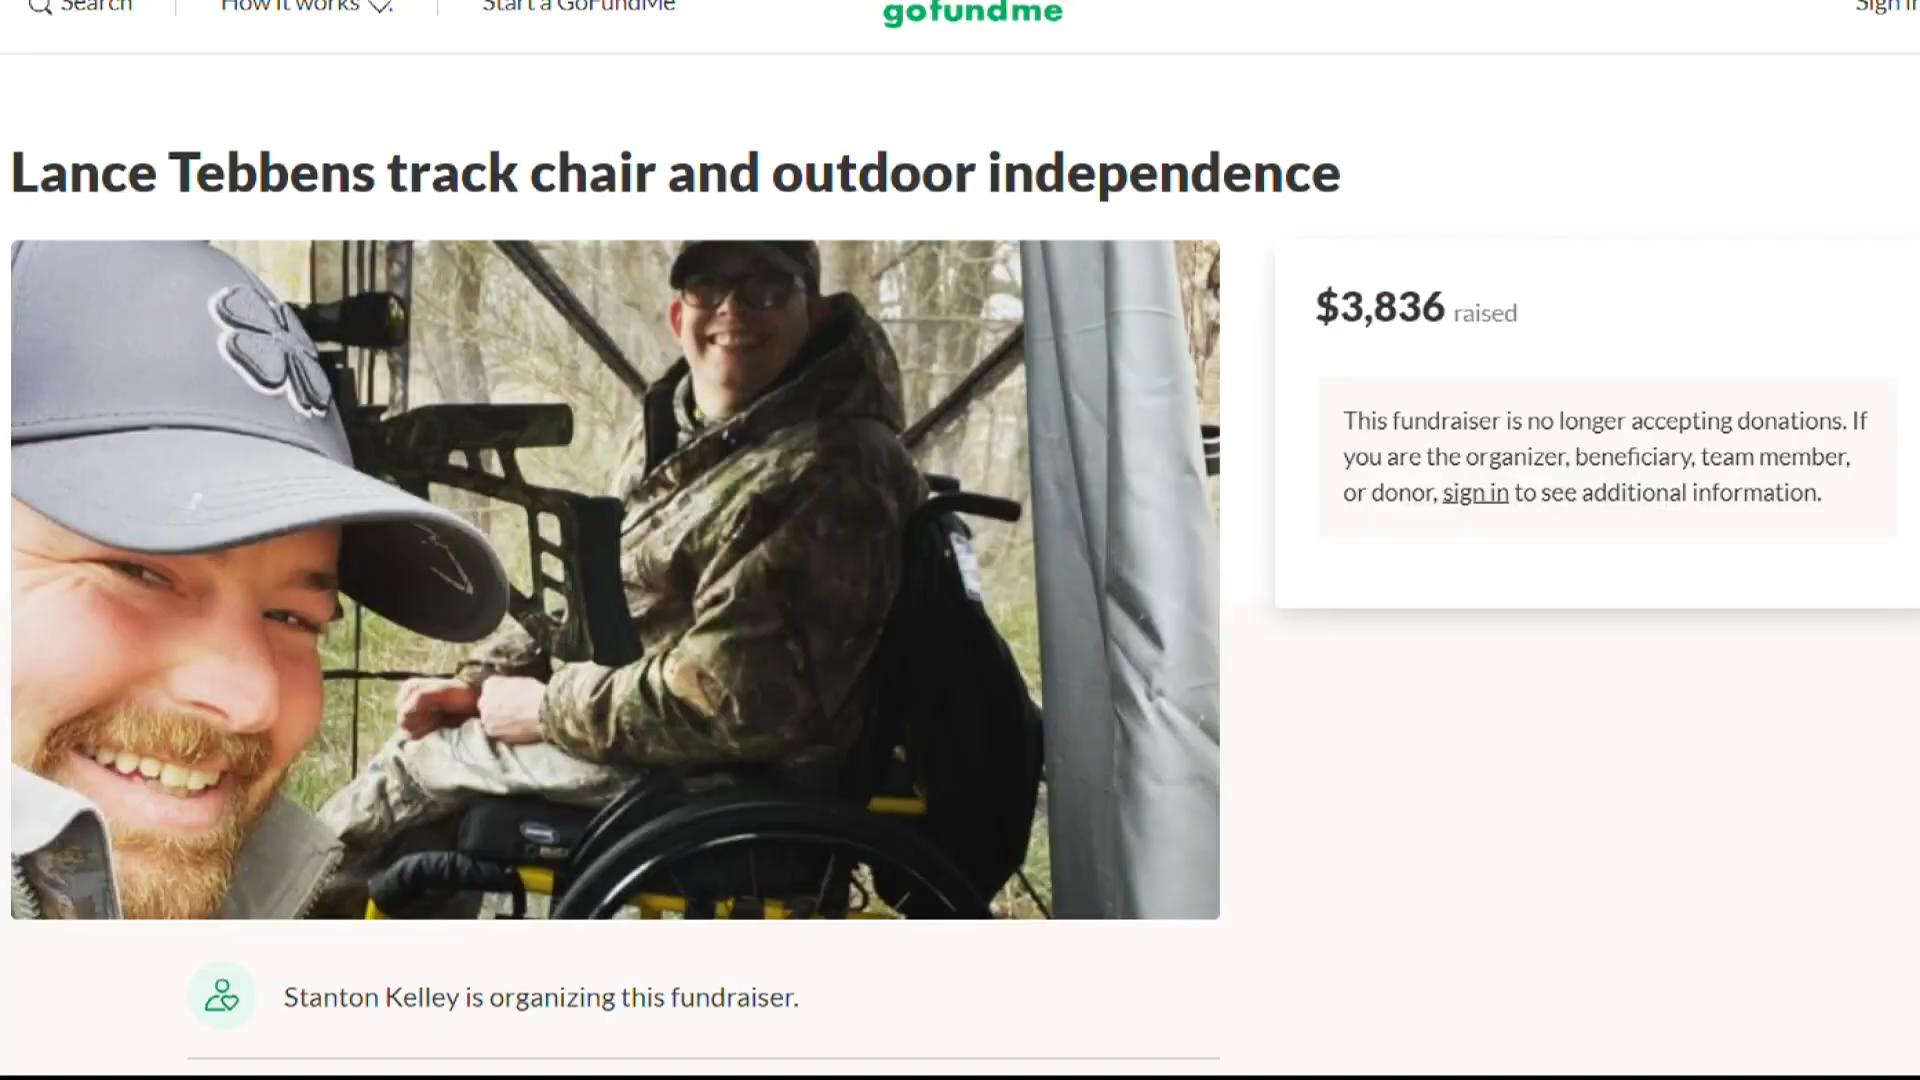 Search
How it works
Start a GoFundMe
gofundme
Sign in
Lance Tebbens track chair and outdoor independence
$3,836 raised
This fundraiser is no longer accepting donations. If
you are the organizer, beneficiary, team member,
or donor, sign in to see additional information.
Stanton Kelley is organizing this fundraiser.